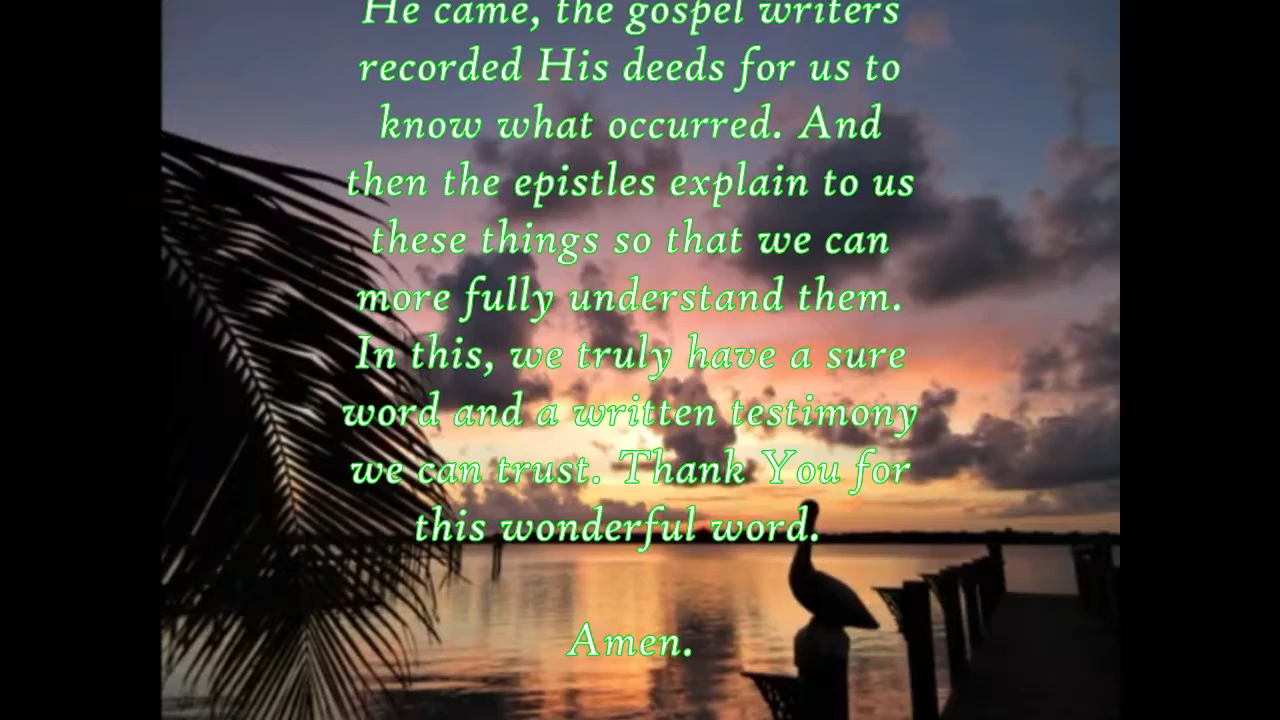 He came, the gospel writers
recorded His deeds for us to
know what occurred. And
then the epistles explain to us
these things so that we can
more fully understand them.
In this, we truly have a sure
word and a written testimony
we can trust. Thank You for
this wonderful word.
Amen.